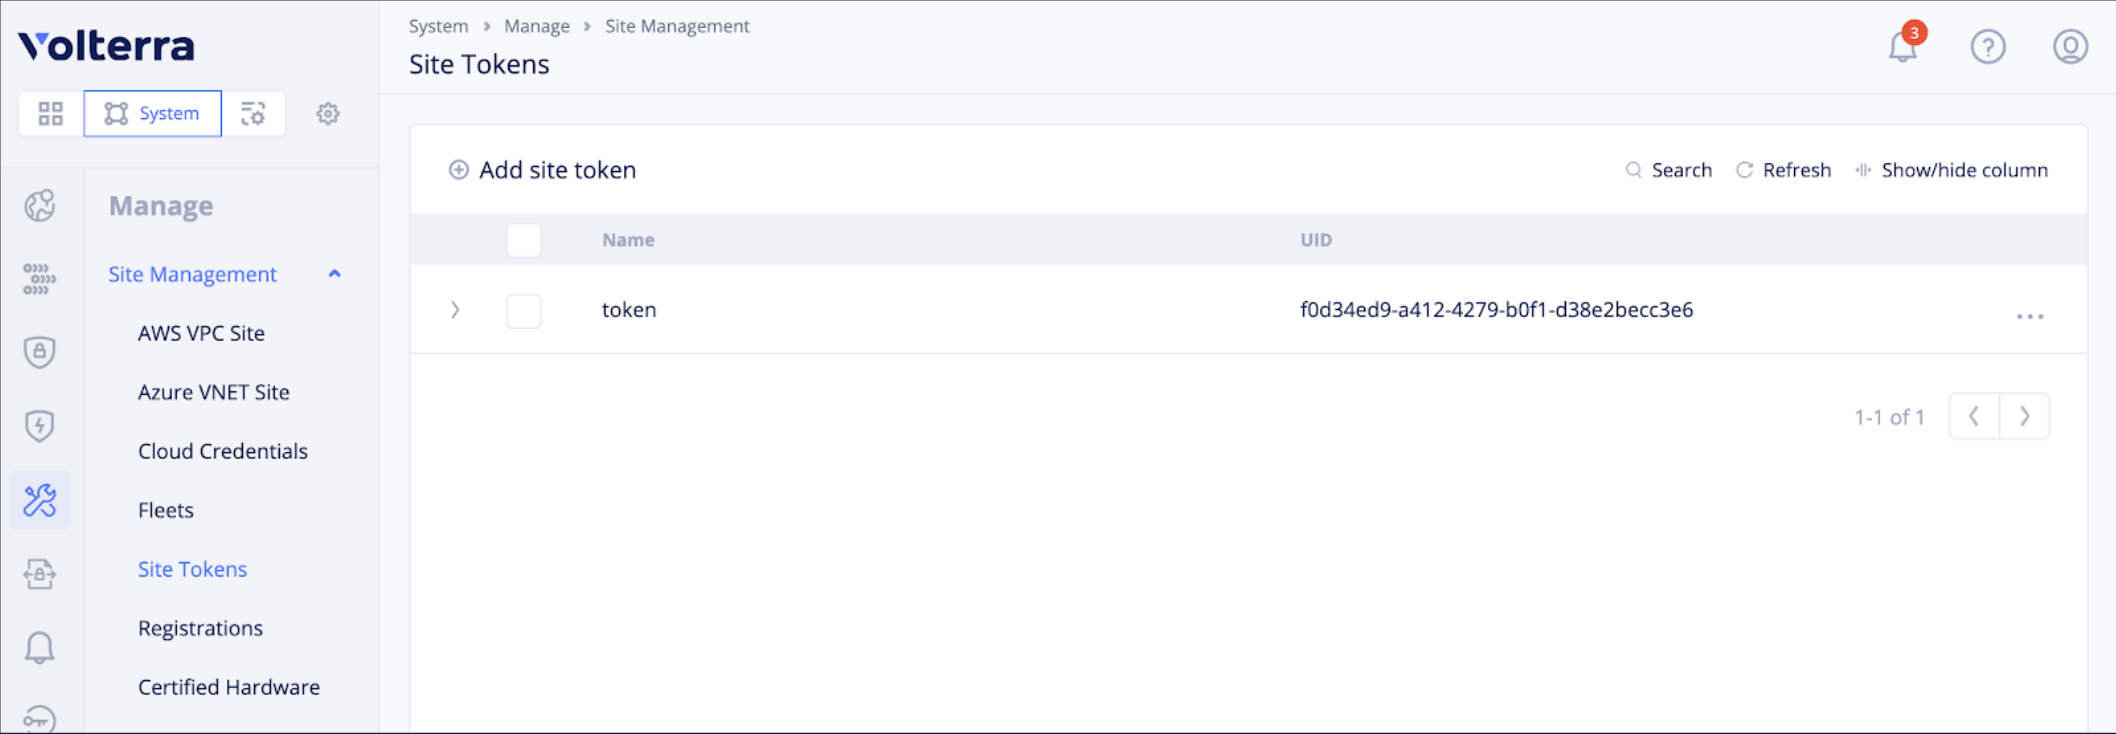 Volterra
System
Manage
Site Management
AWS VPC Site
Azure VNET Site
Cloud Credentials
Fleets
Site Tokens
Registrations
Certified Hardware
System > Manage > Site Management
Site Tokens
3
?
Add site token
Search Refresh Show/hide column
Name UID
token f0d34ed9-a412-4279-b0f1-d38e2becc3e6 ...
1-1 of 1